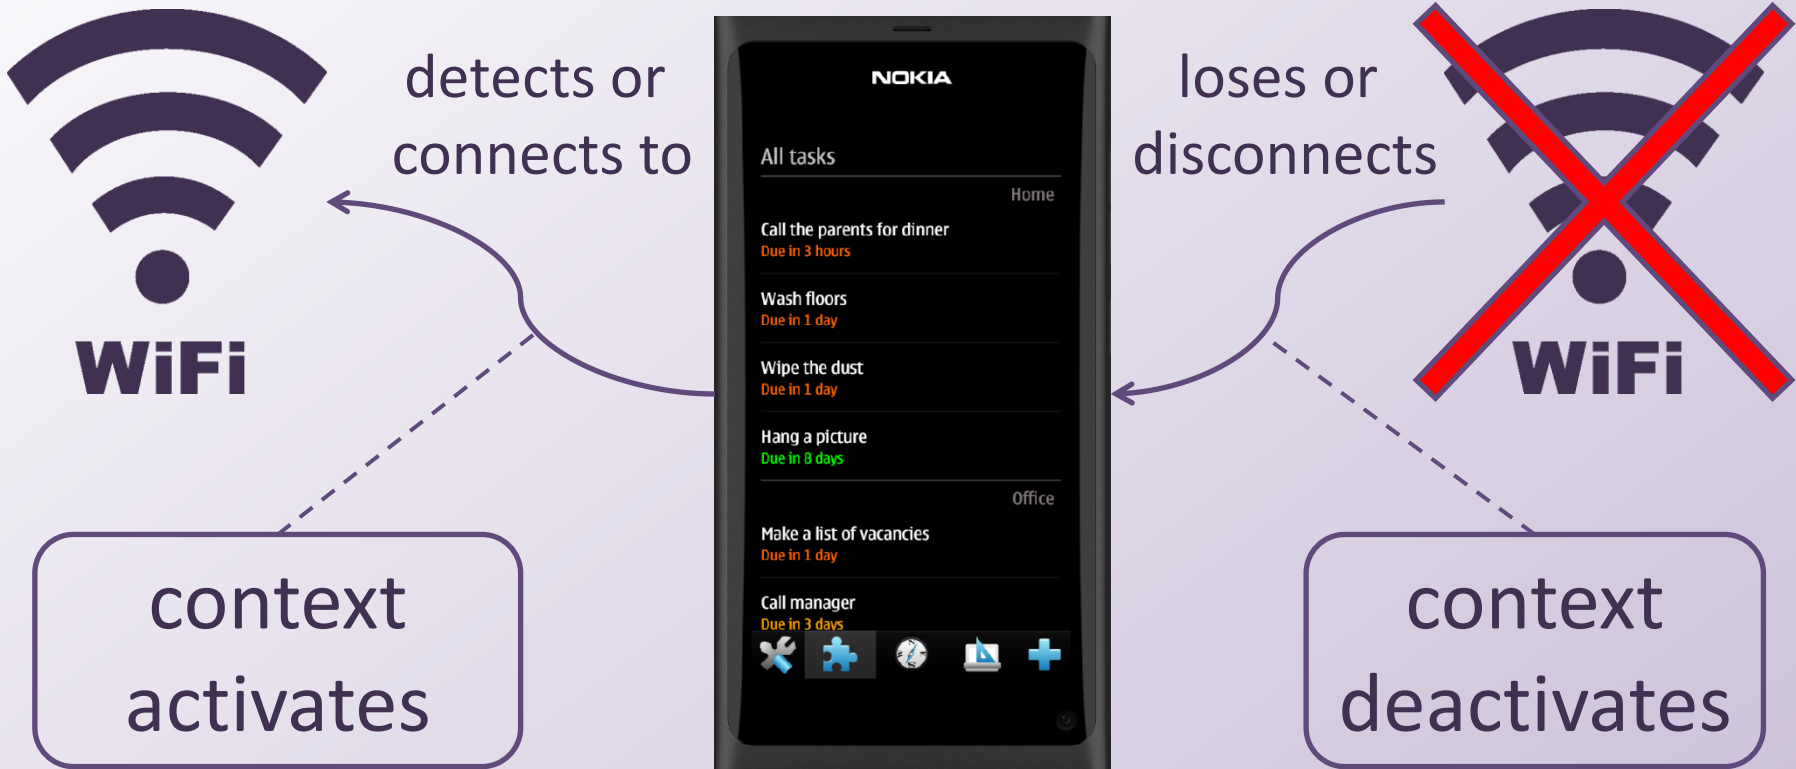 detects or
connects to
WiFi
context
activates
NOKIA
All tasks
Home
Call the parents for dinner
Due in 3 hours
Wash floors
Due in 1 day
Wipe the dust
Due in 1 day
Hang a picture
Due in 8 days
Office
Make a list of vacancies
Due in 1 day
Call manager
Due in 3 days
loses or
disconnects
WiFi
context
deactivates